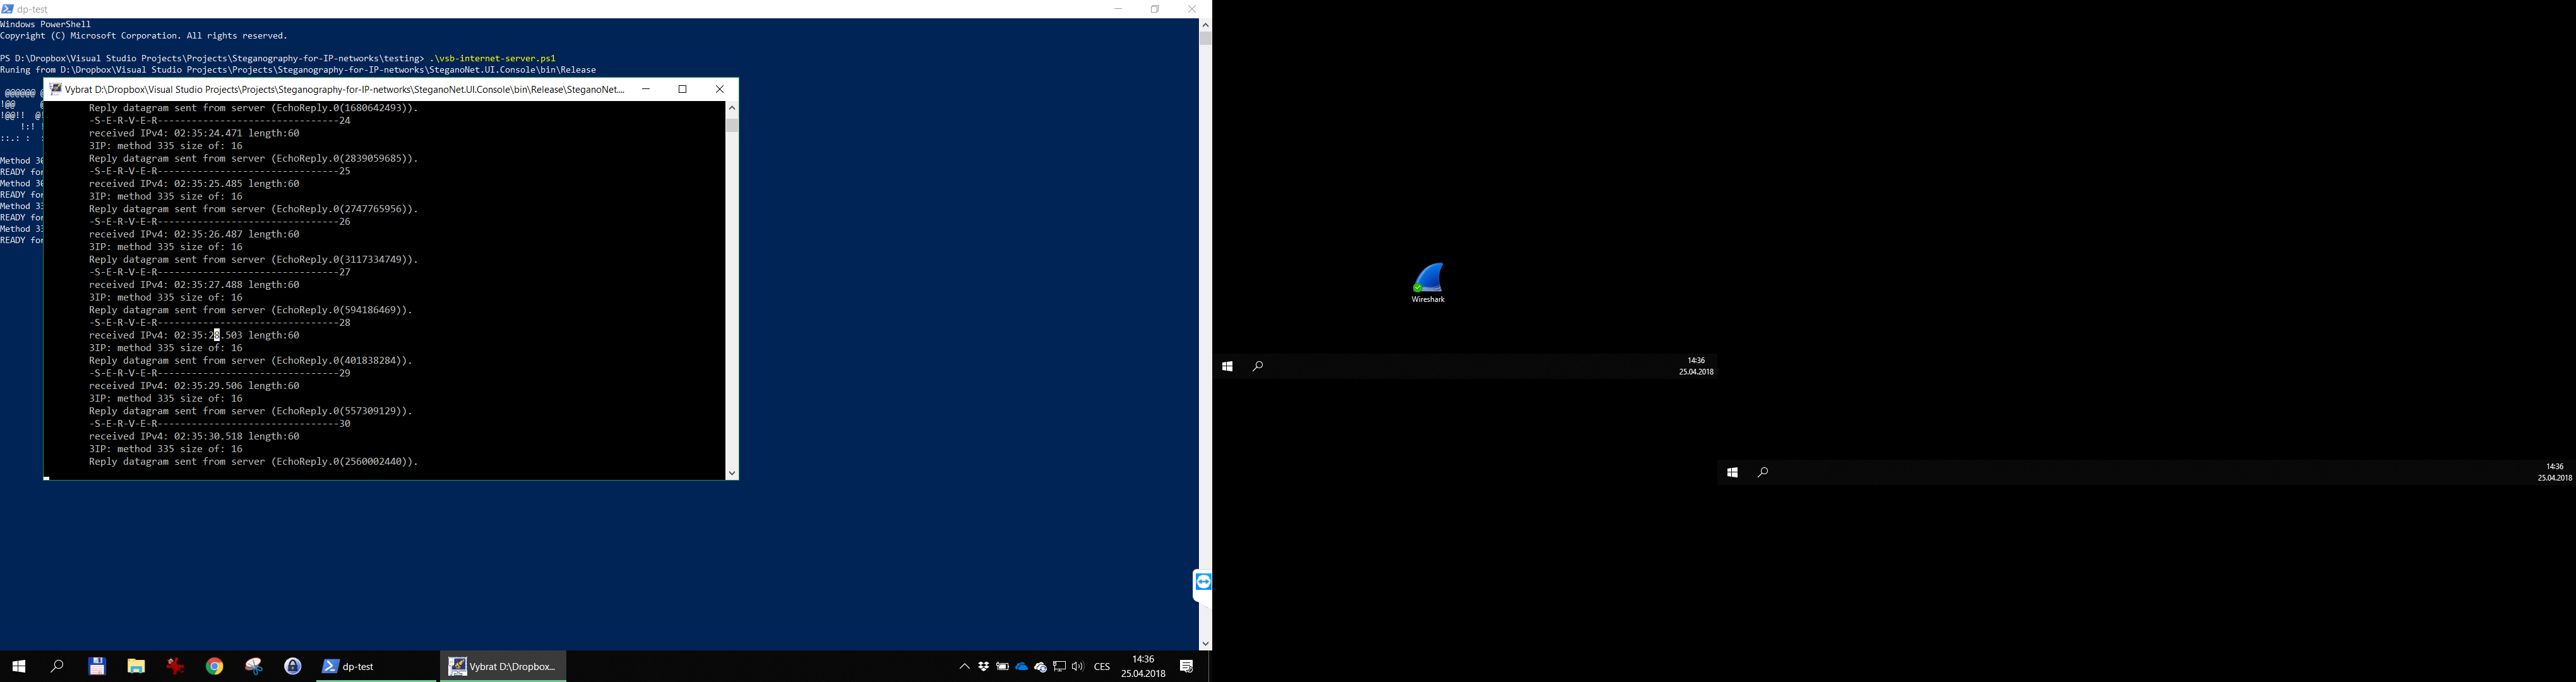 dp-test
Windows PowerShell
Copyright (C) Microsoft Corporation. All rights reserved.
PS D:\Dropbox\Visual Studio Projects\Projects\Steganography-for-IP-networks\testing> .\vsb-internet-server.ps1
Runing from D:\Dropbox\Visual Studio Projects\Projects\Steganography-for-IP-networks\SteganoNet.UI.Console\bin\Release
@@@@@@ @
!@@ @
!@@!! @!
!:! !
::.: : :
Method 30
READY for
Method 30
READY for
Method 33
READY for
Method 33
READY for
Vybrat D:\Dropbox\Visual Studio Projects\Projects\Steganography-for-IP-networks\SteganoNet.UI.Console\bin\Release\SteganoNet....
Reply datagram sent from server (EchoReply.0(1680642493)).
-S-E-R-V-E-R--------------------------------24
received IPv4: 02:35:24.471 length:60
3IP: method 335 size of: 16
Reply datagram sent from server (EchoReply.0(2839059685)).
-S-E-R-V-E-R--------------------------------25
received IPv4: 02:35:25.485 length:60
3IP: method 335 size of: 16
Reply datagram sent from server (EchoReply.0(2747765956)).
-S-E-R-V-E-R--------------------------------26
received IPv4: 02:35:26.487 length:60
3IP: method 335 size of: 16
Reply datagram sent from server (EchoReply.0(3117334749)).
-S-E-R-V-E-R--------------------------------27
received IPv4: 02:35:27.488 length:60
3IP: method 335 size of: 16
Reply datagram sent from server (EchoReply.0(594186469)).
-S-E-R-V-E-R--------------------------------28
received IPv4: 02:35:28.503 length:60
3IP: method 335 size of: 16
Reply datagram sent from server (EchoReply.0(401838284)).
-S-E-R-V-E-R--------------------------------29
received IPv4: 02:35:29.506 length:60
3IP: method 335 size of: 16
Reply datagram sent from server (EchoReply.0(557309129)).
-S-E-R-V-E-R--------------------------------30
received IPv4: 02:35:30.518 length:60
3IP: method 335 size of: 16
Reply datagram sent from server (EchoReply.0(2560002440)).
dp-test
Vybrat D:\Dropbox...
CES
14:36
25.04.2018
Wireshark
14:36
25.04.2018
14:36
25.04.2018